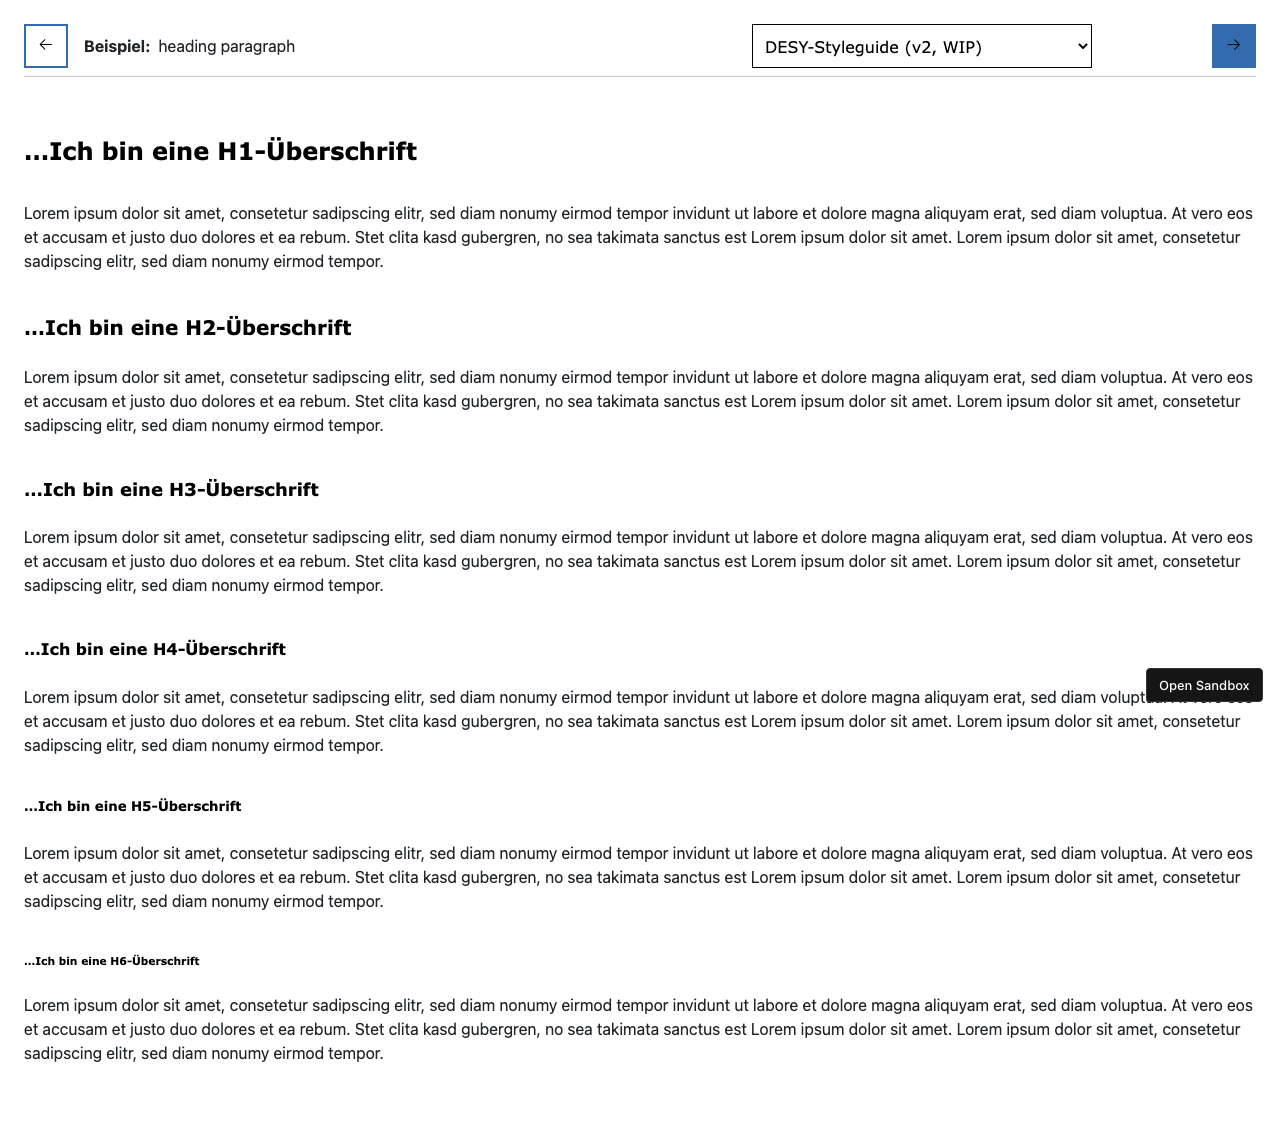 ← Beispiel: heading paragraph DESY-Styleguide (v2, WIP) →
...Ich bin eine H1-Überschrift
Lorem ipsum dolor sit amet, consetetur sadipscing elitr, sed diam nonumy eirmod tempor invidunt ut labore et dolore magna aliquyam erat, sed diam voluptua. At vero eos
et accusam et justo duo dolores et ea rebum. Stet clita kasd gubergren, no sea takimata sanctus est Lorem ipsum dolor sit amet. Lorem ipsum dolor sit amet, consetetur
sadipscing elitr, sed diam nonumy eirmod tempor.
...Ich bin eine H2-Überschrift
Lorem ipsum dolor sit amet, consetetur sadipscing elitr, sed diam nonumy eirmod tempor invidunt ut labore et dolore magna aliquyam erat, sed diam voluptua. At vero eos
et accusam et justo duo dolores et ea rebum. Stet clita kasd gubergren, no sea takimata sanctus est Lorem ipsum dolor sit amet. Lorem ipsum dolor sit amet, consetetur
sadipscing elitr, sed diam nonumy eirmod tempor.
...Ich bin eine H3-Überschrift
Lorem ipsum dolor sit amet, consetetur sadipscing elitr, sed diam nonumy eirmod tempor invidunt ut labore et dolore magna aliquyam erat, sed diam voluptua. At vero eos
et accusam et justo duo dolores et ea rebum. Stet clita kasd gubergren, no sea takimata sanctus est Lorem ipsum dolor sit amet. Lorem ipsum dolor sit amet, consetetur
sadipscing elitr, sed diam nonumy eirmod tempor.
...Ich bin eine H4-Überschrift
Open Sandbox
Lorem ipsum dolor sit amet, consetetur sadipscing elitr, sed diam nonumy eirmod tempor invidunt ut labore et dolore magna aliquyam erat, sed diam
et accusam et justo duo dolores et ea rebum. Stet clita kasd gubergren, no sea takimata sanctus est Lorem ipsum dolor sit amet. Lorem ipsum dolor sit amet, consetetur
sadipscing elitr, sed diam nonumy eirmod tempor.
...Ich bin eine H5-Überschrift
Lorem ipsum dolor sit amet, consetetur sadipscing elitr, sed diam nonumy eirmod tempor invidunt ut labore et dolore magna aliquyam erat, sed diam voluptua. At vero eos
et accusam et justo duo dolores et ea rebum. Stet clita kasd gubergren, no sea takimata sanctus est Lorem ipsum dolor sit amet. Lorem ipsum dolor sit amet, consetetur
sadipscing elitr, sed diam nonumy eirmod tempor.
...Ich bin eine H6-Überschrift
Lorem ipsum dolor sit amet, consetetur sadipscing elitr, sed diam nonumy eirmod tempor invidunt ut labore et dolore magna aliquyam erat, sed diam voluptua. At vero eos
et accusam et justo duo dolores et ea rebum. Stet clita kasd gubergren, no sea takimata sanctus est Lorem ipsum dolor sit amet. Lorem ipsum dolor sit amet, consetetur
sadipscing elitr, sed diam nonumy eirmod tempor.